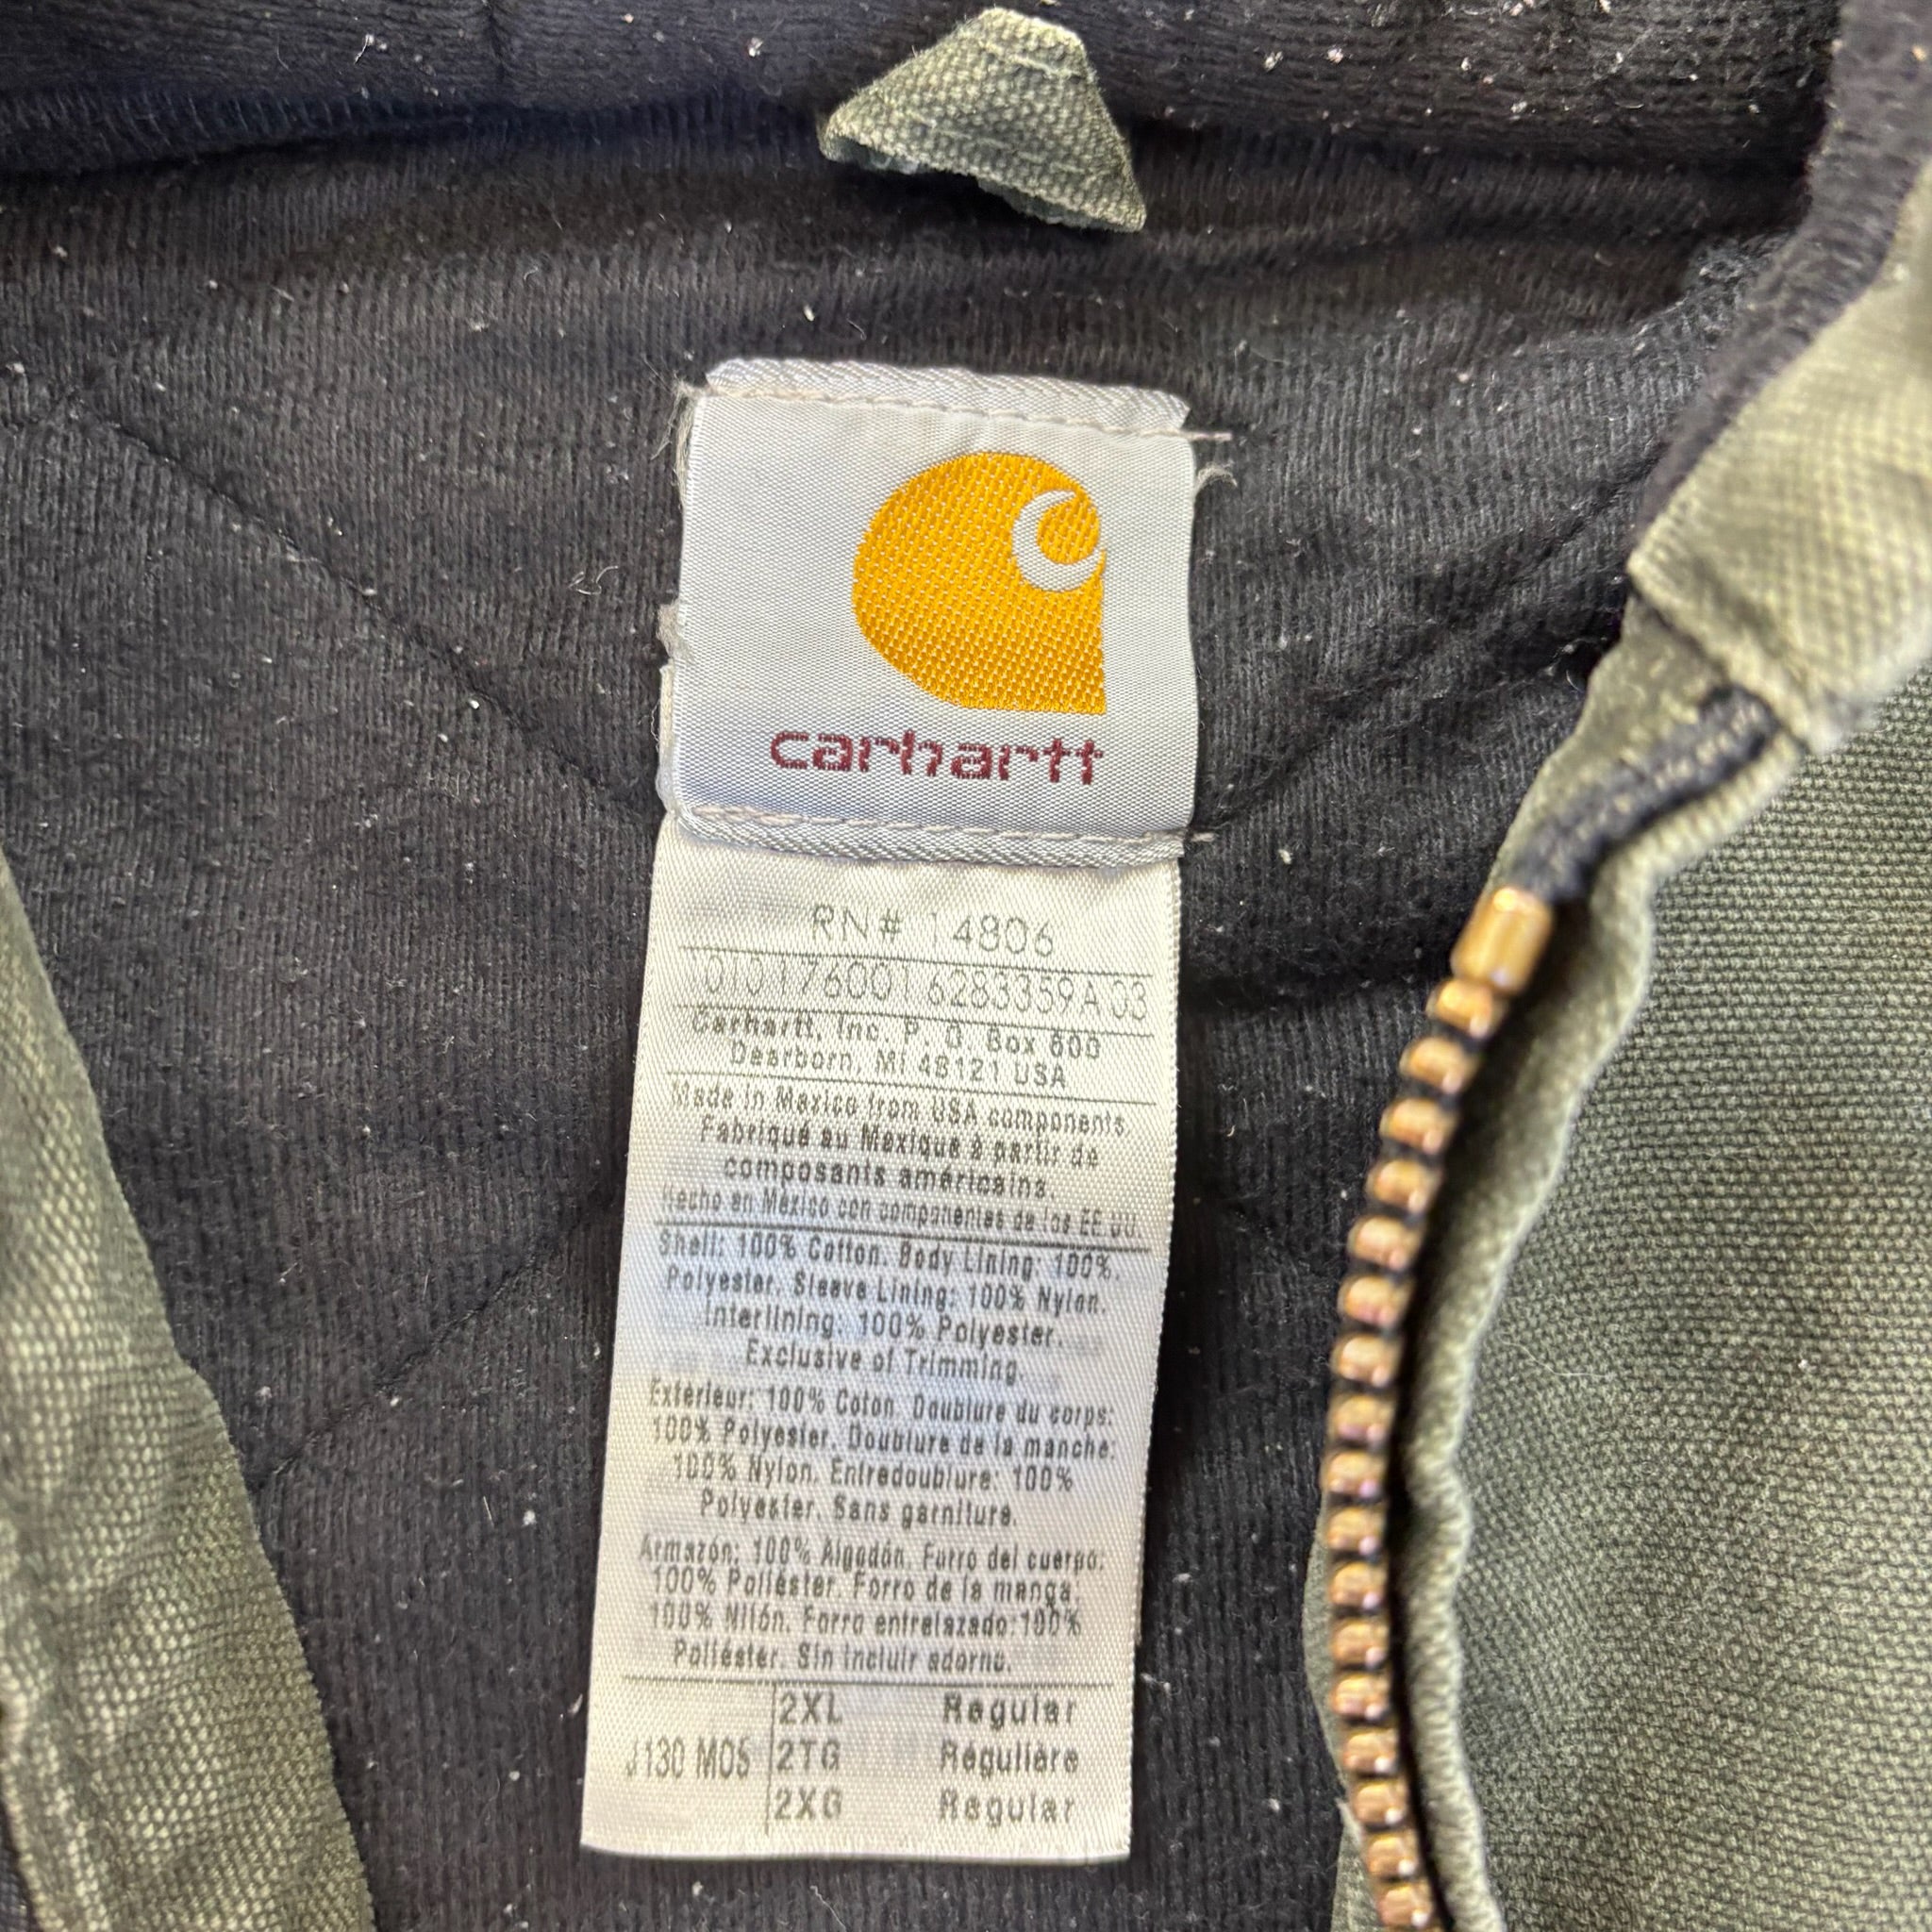 carhartt
RN# 14806
1010176001 6283359A 03
Carhartt, Inc. P. O. Box 600
Dearborn, MI 48121 USA
Made in Mexico from USA components.
Fabriqué au Mexique à partir de
composants américains.
Hecho en México con componentes de los EE.UU.
Shell: 100% Cotton. Body Lining: 100%.
Polyester. Sleeve Lining: 100% Nylon.
Interlining: 100% Polyester.
Exclusive of Trimming.
Extérieur: 100% Coton. Doublure du corps:
100% Polyester. Doublure de la manche:
100% Nylon. Entredoublure: 100%
Polyester. Sans garniture.
Armazón: 100% Algodón. Furro del cuerpo:
100% Poliéster. Forro de la manga:
100% Nilón. Forro entrelazado:100%
Poliéster. Sin incluir adorno.
2XL Regular
J130 MOS 2TG Régulière
2XG Regular